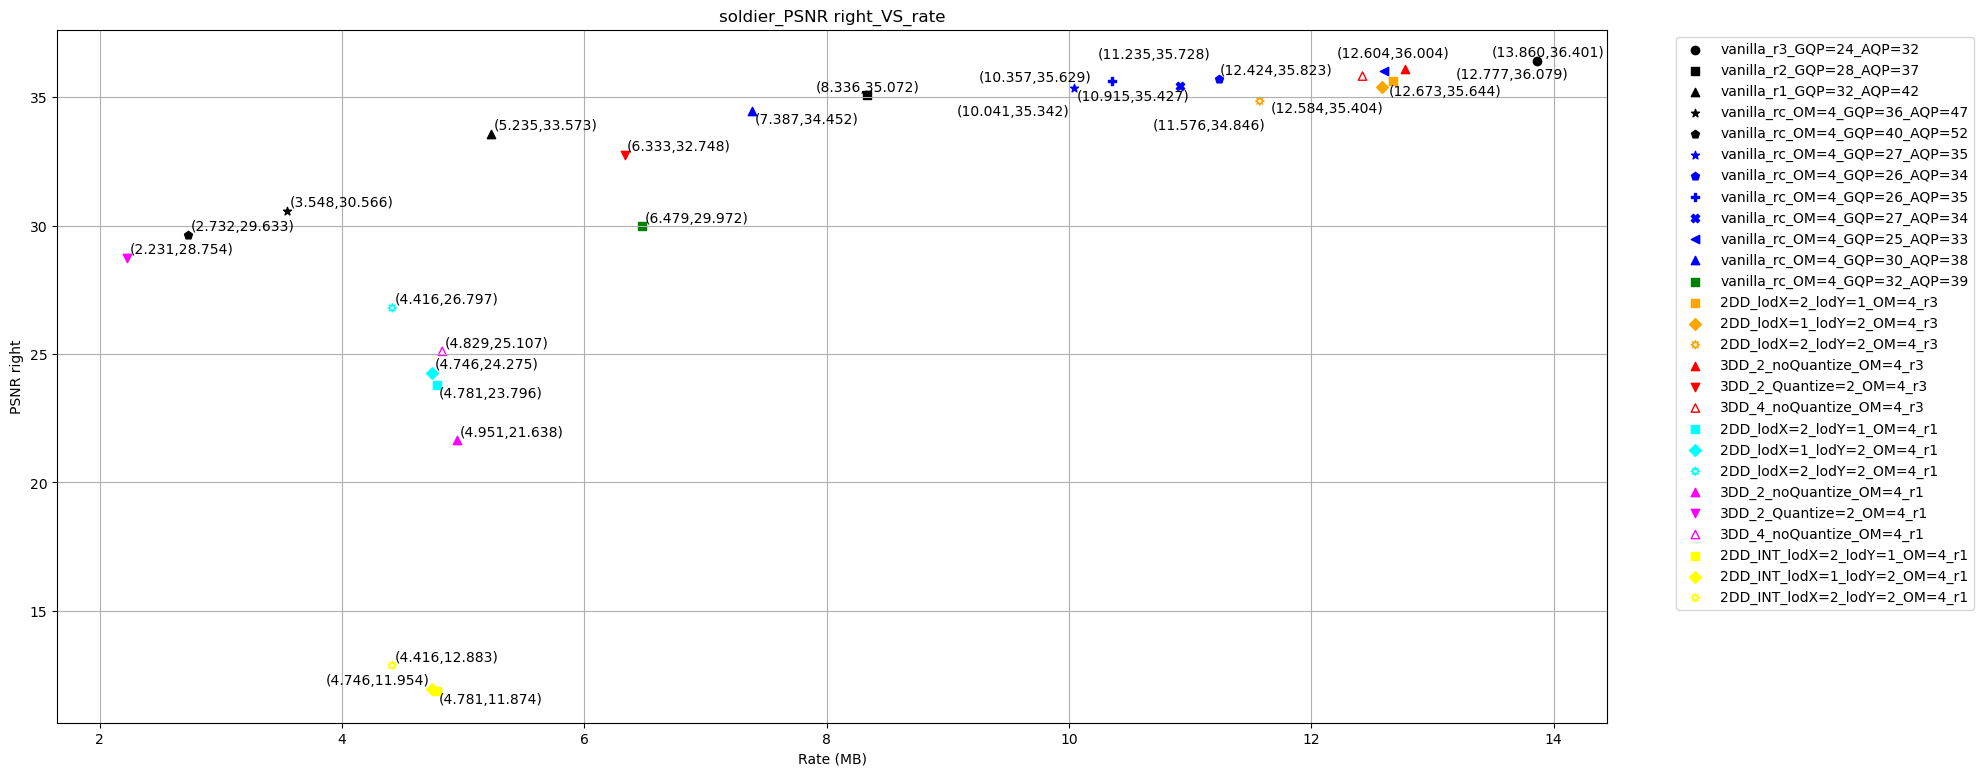 soldier_PSNR right_VS_rate
(13.860,36.401)
(12.604,36.004)
(11.235,35.728)
(12.777,36.079)
(12.424,35.823)
(10.357,35.629)
(8.336,35.072)
(12.673,35.644)
(10.915,35.427)
(12.584,35.404)
(10.041,35.342)
(7.387,34.452)
(11.576,34.846)
(5.235,33.573)
(6.333,32.748)
(3.548,30.566)
(2.732,29.633)
(6.479,29.972)
(2.231,28.754)
(4.416,26.797)
(4.829,25.107)
(4.746,24.275)
(4.781,23.796)
(4.951,21.638)
(4.416,12.883)
(4.746,11.954)
(4.781,11.874)
35
30
25
20
15
PSNR right
2 4 6 8 10 12 14
Rate (MB)
vanilla_r3_GQP=24_AQP=32
vanilla_r2_GQP=28_AQP=37
vanilla_r1_GQP=32_AQP=42
vanilla_rc_OM=4_GQP=36_AQP=47
vanilla_rc_OM=4_GQP=40_AQP=52
vanilla_rc_OM=4_GQP=27_AQP=35
vanilla_rc_OM=4_GQP=26_AQP=34
vanilla_rc_OM=4_GQP=26_AQP=35
vanilla_rc_OM=4_GQP=27_AQP=34
vanilla_rc_OM=4_GQP=25_AQP=33
vanilla_rc_OM=4_GQP=30_AQP=38
vanilla_rc_OM=4_GQP=32_AQP=39
2DD_lodX=2_lodY=1_OM=4_r3
2DD_lodX=1_lodY=2_OM=4_r3
2DD_lodX=2_lodY=2_OM=4_r3
3DD_2_noQuantize_OM=4_r3
3DD_2_Quantize=2_OM=4_r3
3DD_4_noQuantize_OM=4_r3
2DD_lodX=2_lodY=1_OM=4_r1
2DD_lodX=1_lodY=2_OM=4_r1
2DD_lodX=2_lodY=2_OM=4_r1
3DD_2_noQuantize_OM=4_r1
3DD_2_Quantize=2_OM=4_r1
3DD_4_noQuantize_OM=4_r1
2DD_INT_lodX=2_lodY=1_OM=4_r1
2DD_INT_lodX=1_lodY=2_OM=4_r1
2DD_INT_lodX=2_lodY=2_OM=4_r1